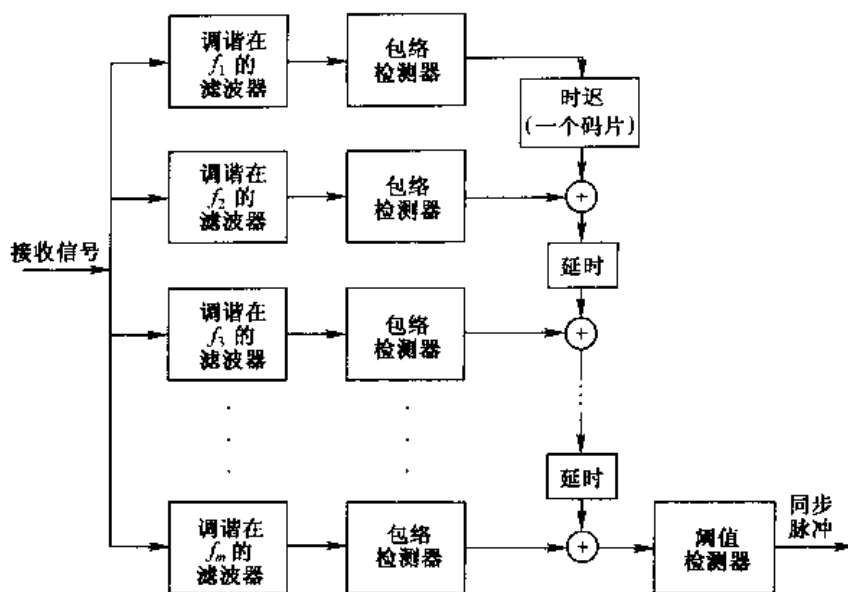 调谐在
f₁ 的
滤波器
包络
检测器
时迟
(一个码片)
调谐在
f₂ 的
滤波器
包络
检测器
+
接收信号
延时
调谐在
f₃ 的
滤波器
包络
检测器
+
延时
调谐在
fₘ 的
滤波器
包络
检测器
+
阈值
检测器
同步
脉冲